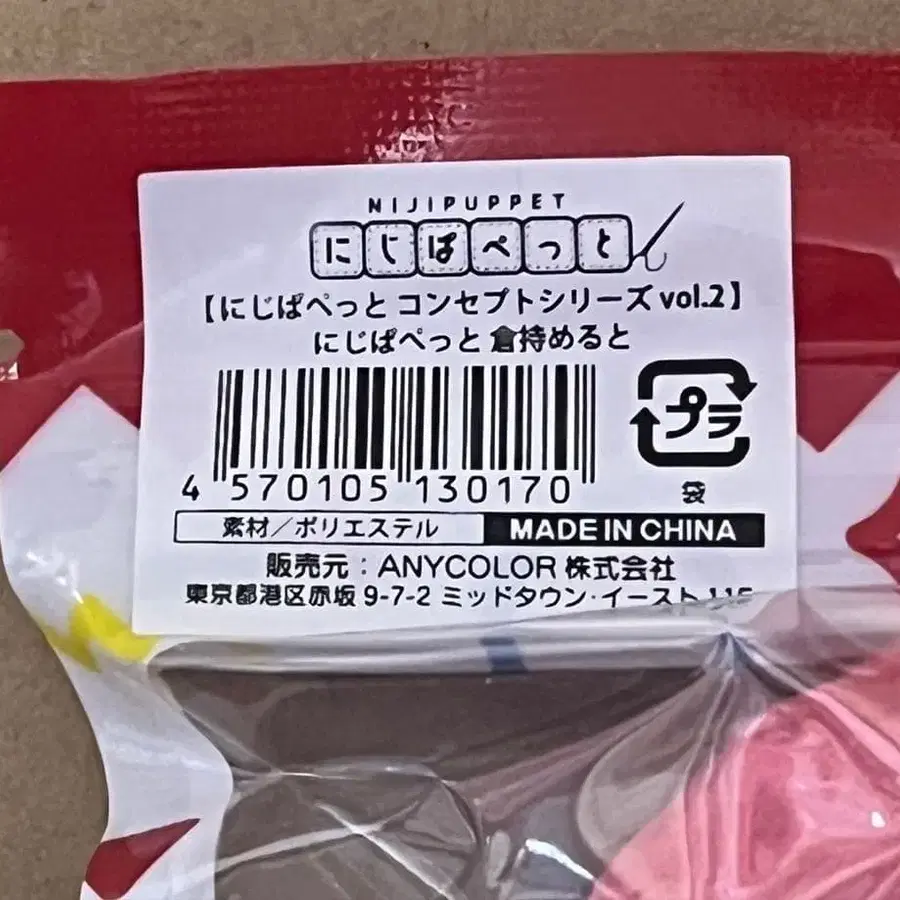 NIJIPUPPET
にじぱぺっと
【にじぱぺっと コンセプトシリーズ vol.2】
にじぱぺっと 倉持めると
プラ
4 570105 130170
袋
素材／ポリエステル MADE IN CHINA
販売元：ANYCOLOR 株式会社
東京都港区赤坂 9-7-2 ミッドタウン・イースト